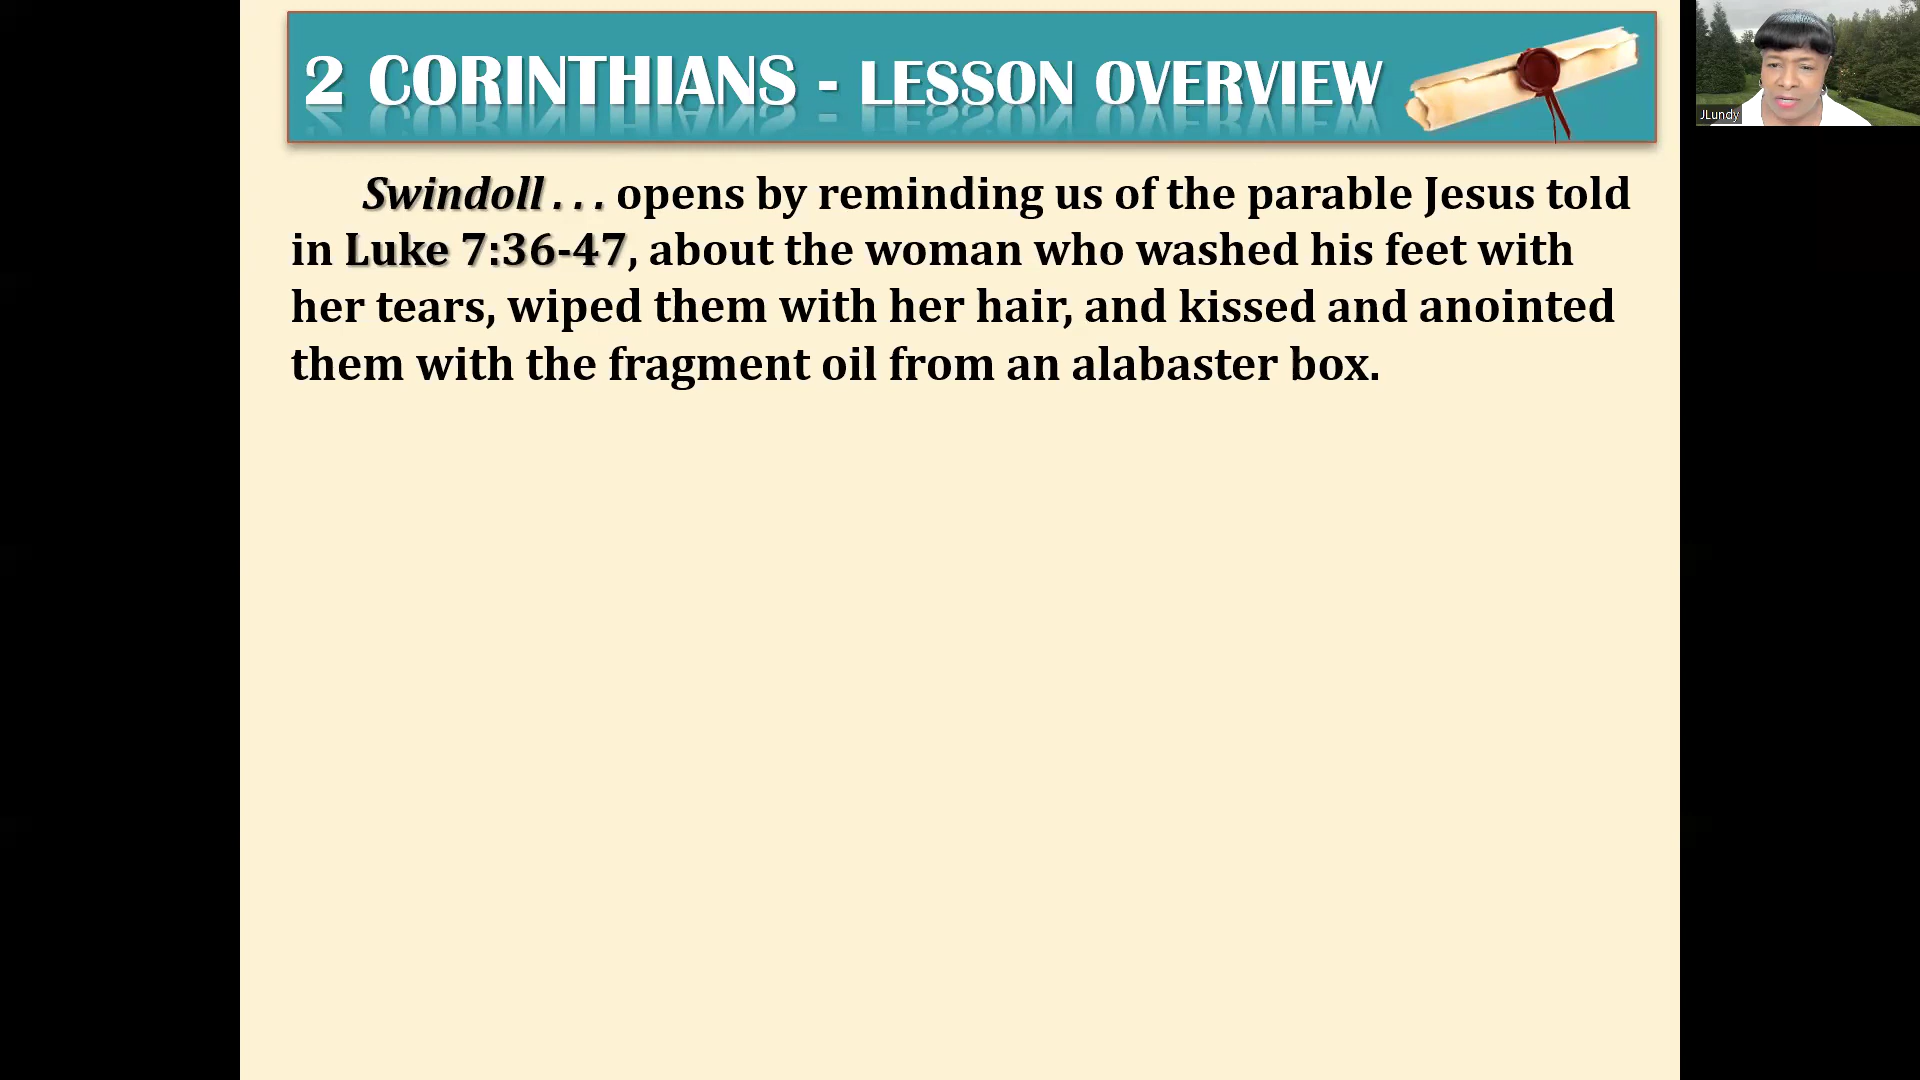 2 CORINTHIANS - LESSON OVERVIEW
JLundy
Swindoll . . . opens by reminding us of the parable Jesus told
in Luke 7:36-47, about the woman who washed his feet with
her tears, wiped them with her hair, and kissed and anointed
them with the fragment oil from an alabaster box.